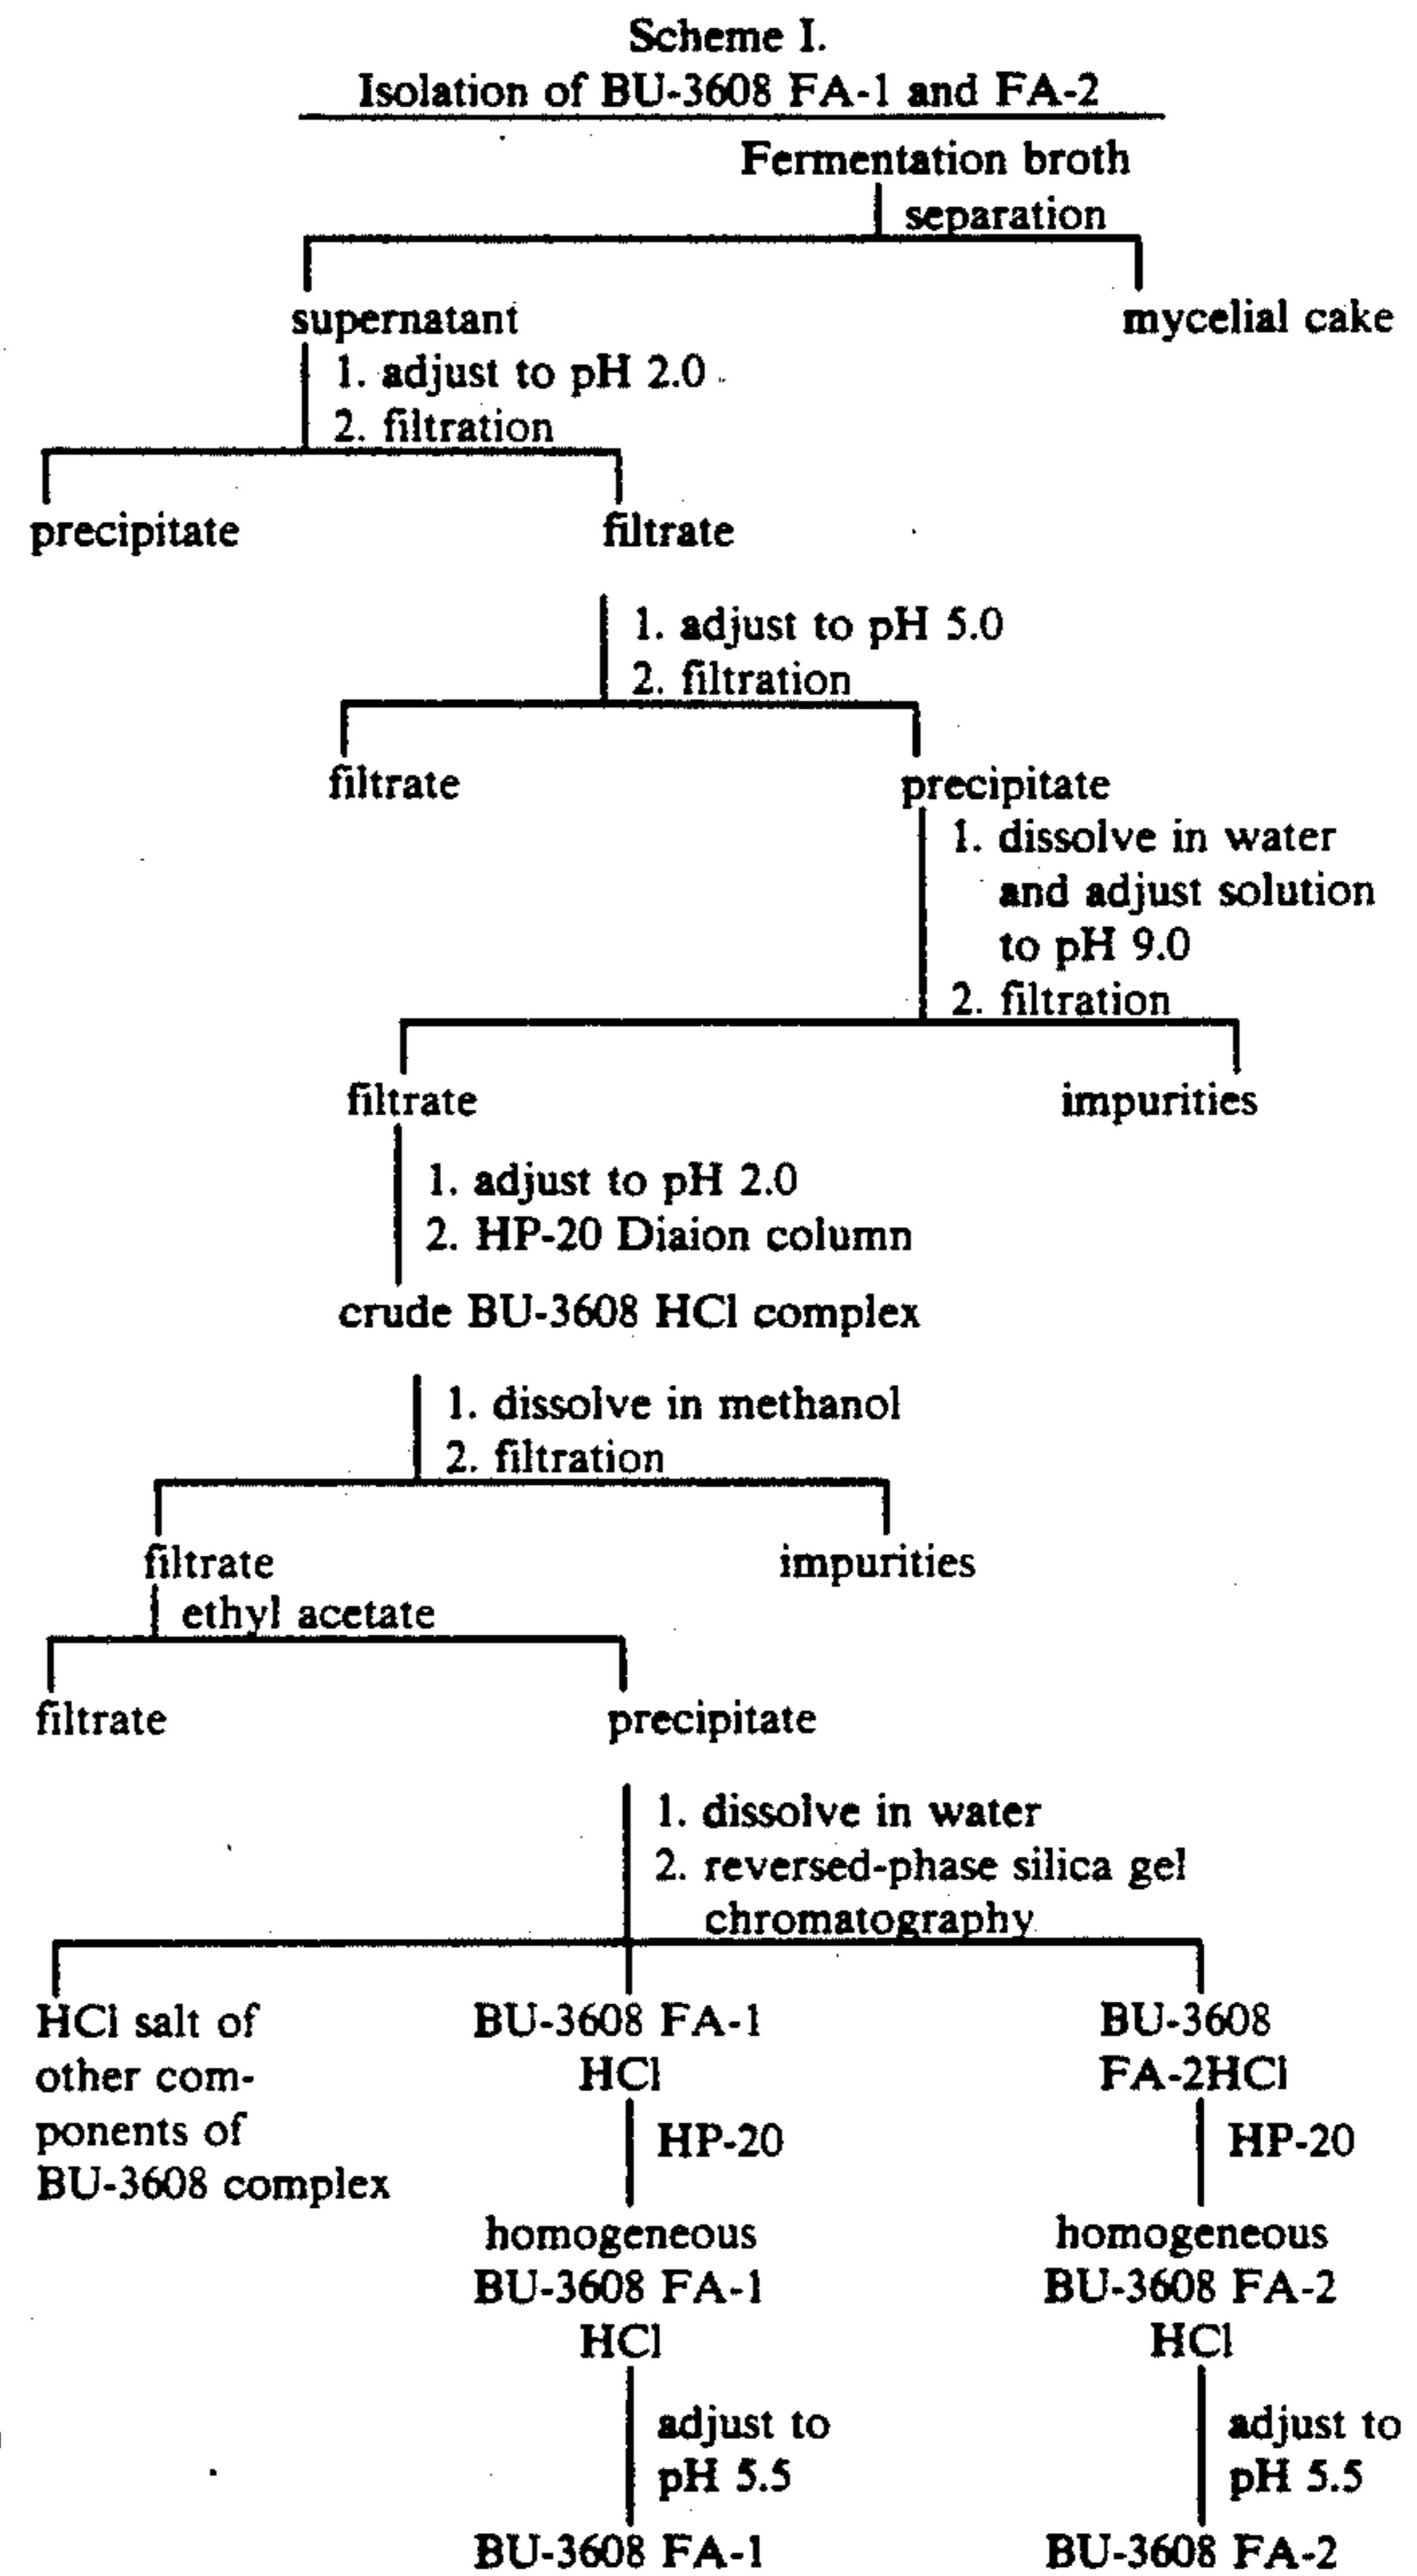 Scheme I.
Isolation of BU-3608 FA-1 and FA-2
Fermentation broth
separation
supernatant
mycelial cake
1. adjust to pH 2.0
2. filtration
precipitate
filtrate
1. adjust to pH 5.0
2. filtration
filtrate
precipitate
1. dissolve in water
and adjust solution
to pH 9.0
2. filtration
filtrate
impurities
1. adjust to pH 2.0
2. HP-20 Diaion column
crude BU-3608 HCl complex
1. dissolve in methanol
2. filtration
filtrate
impurities
ethyl acetate
filtrate
precipitate
1. dissolve in water
2. reversed-phase silica gel
chromatography
HCl salt of
other com-
ponents of
BU-3608 complex
BU-3608 FA-1
HCl
HP-20
homogeneous
BU-3608 FA-1
HCl
adjust to
pH 5.5
BU-3608 FA-1
BU-3608
FA-2HCl
HP-20
homogeneous
BU-3608 FA-2
HCl
adjust to
pH 5.5
BU-3608 FA-2